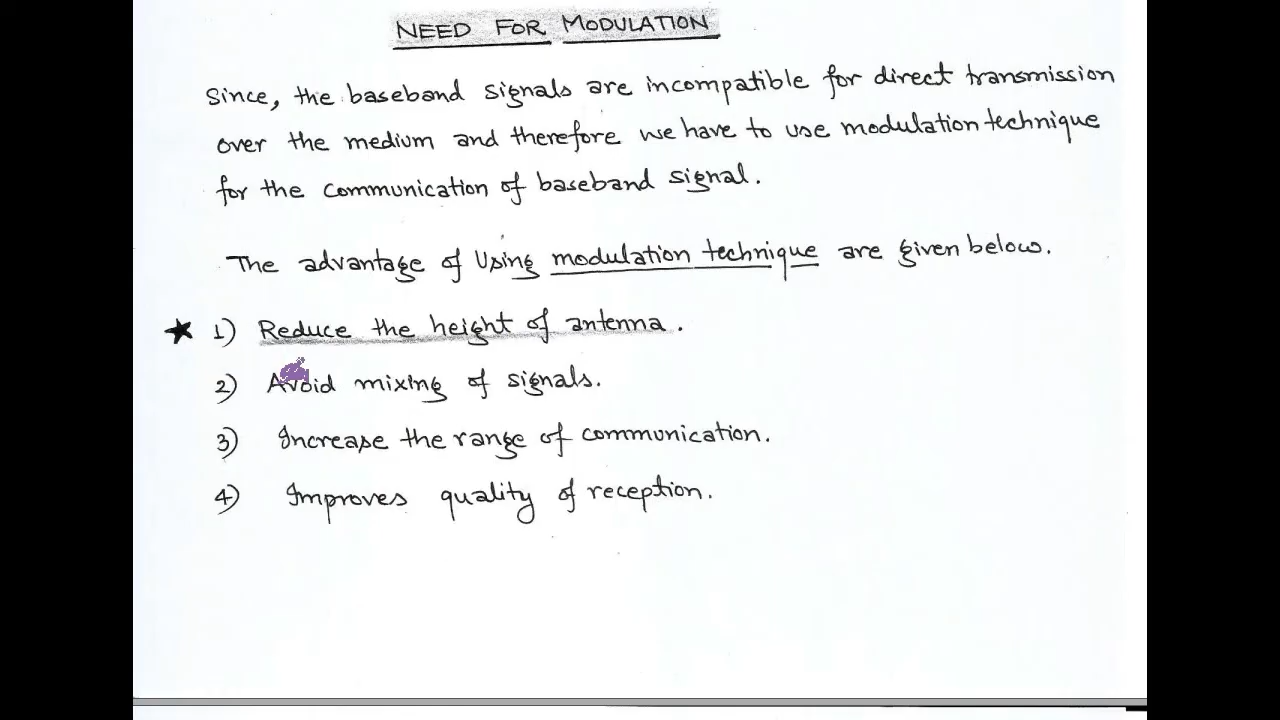 NEED FOR MODULATION
Since, the baseband signals are incompatible for direct transmission
over the medium and therefore we have to use modulation technique
for the communication of baseband signal.
The advantage of Using modulation technique are given below.
★ 1) Reduce the height of antenna.
2) Avoid mixing of signals.
3) Increase the range of communication.
4) Improves quality of reception.